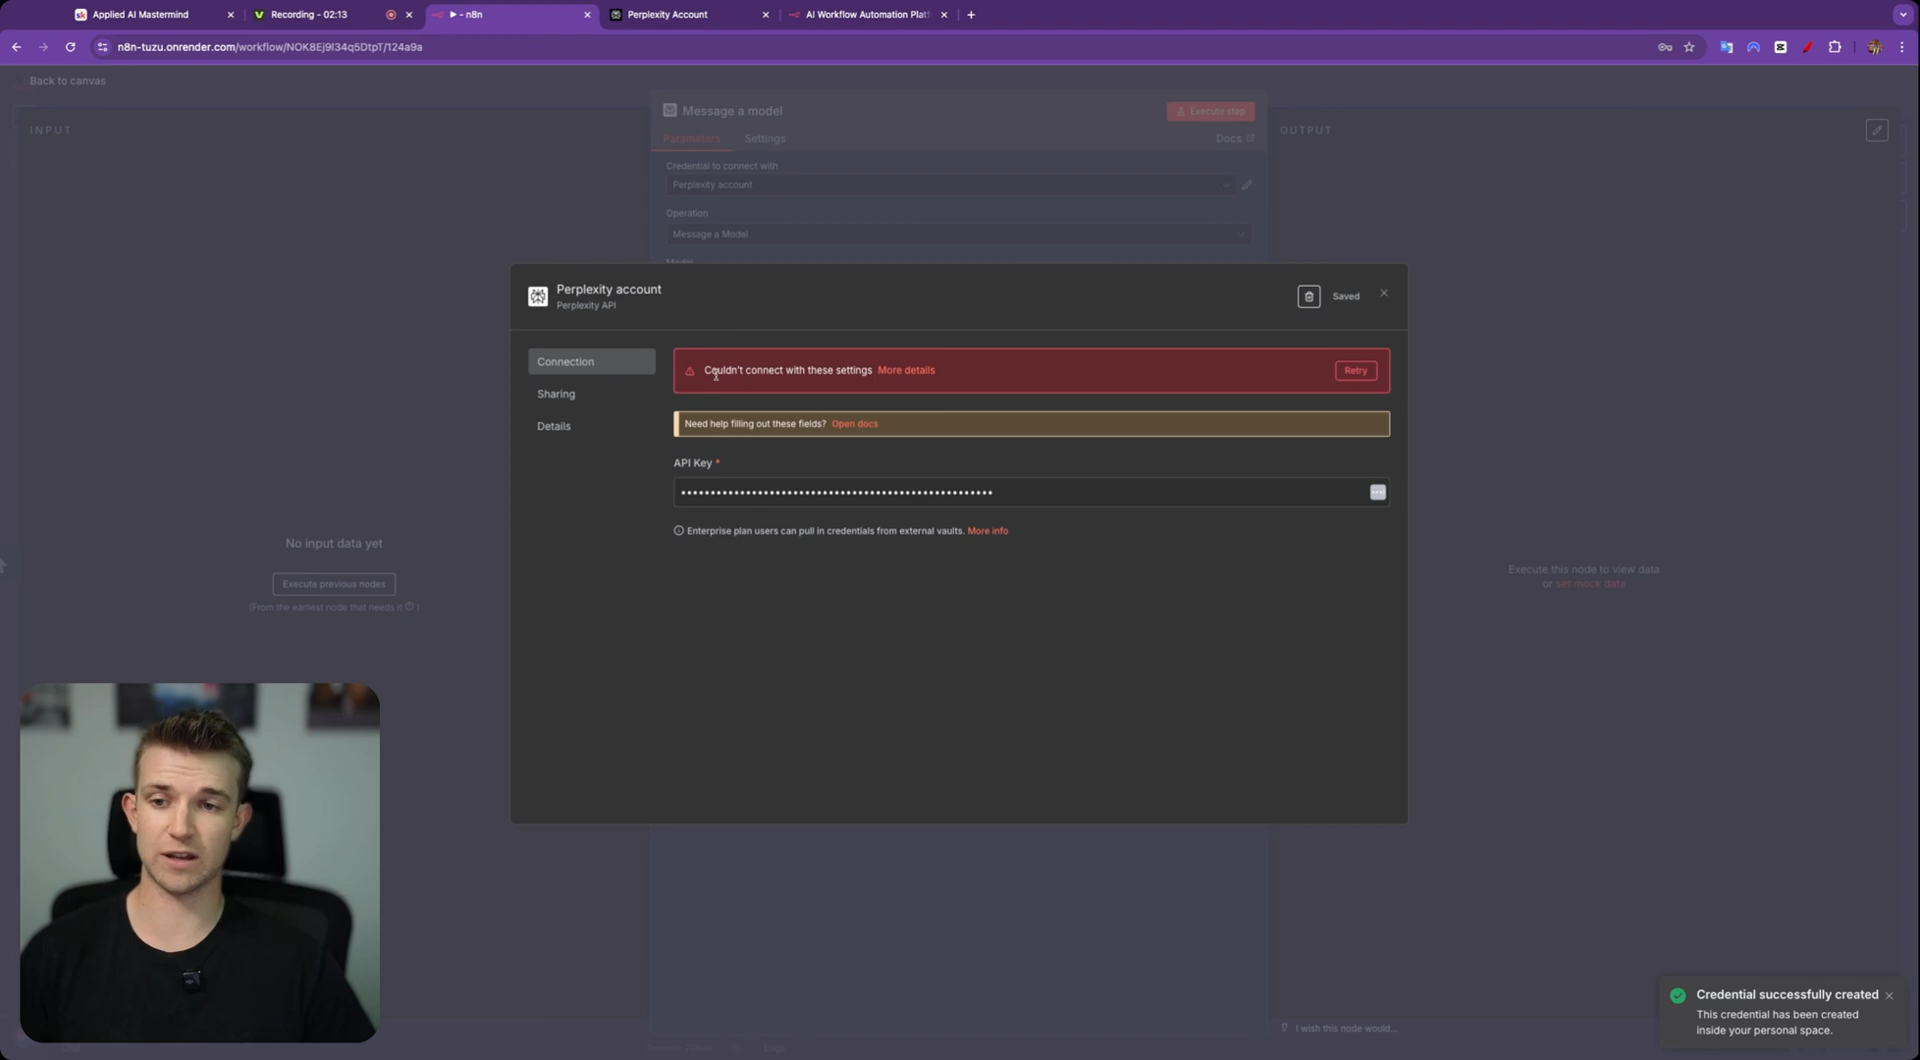 Applied AI Mastermind
Recording - 02:13
- n8n
Perplexity Account
AI Workflow Automation Platf
n8n-tuzu.onrender.com/workflow/NOK8Ej9I34q5DtpT/124a9a
Back to canvas
INPUT
Message a model
Execute step
OUTPUT
Parameters
Settings
Docs
Credential to connect with
Perplexity account
Operation
Message a Model
Model
Perplexity account
Perplexity API
Saved
Connection
Sharing
Details
Couldn't connect with these settings More details
Retry
Need help filling out these fields? Open docs
API Key *
Enterprise plan users can pull in credentials from external vaults. More info
No input data yet
Execute previous nodes
(From the earliest node that needs it )
Execute this node to view data
or set mock data
I wish this node would...
Logs
Credential successfully created
This credential has been created
inside your personal space.